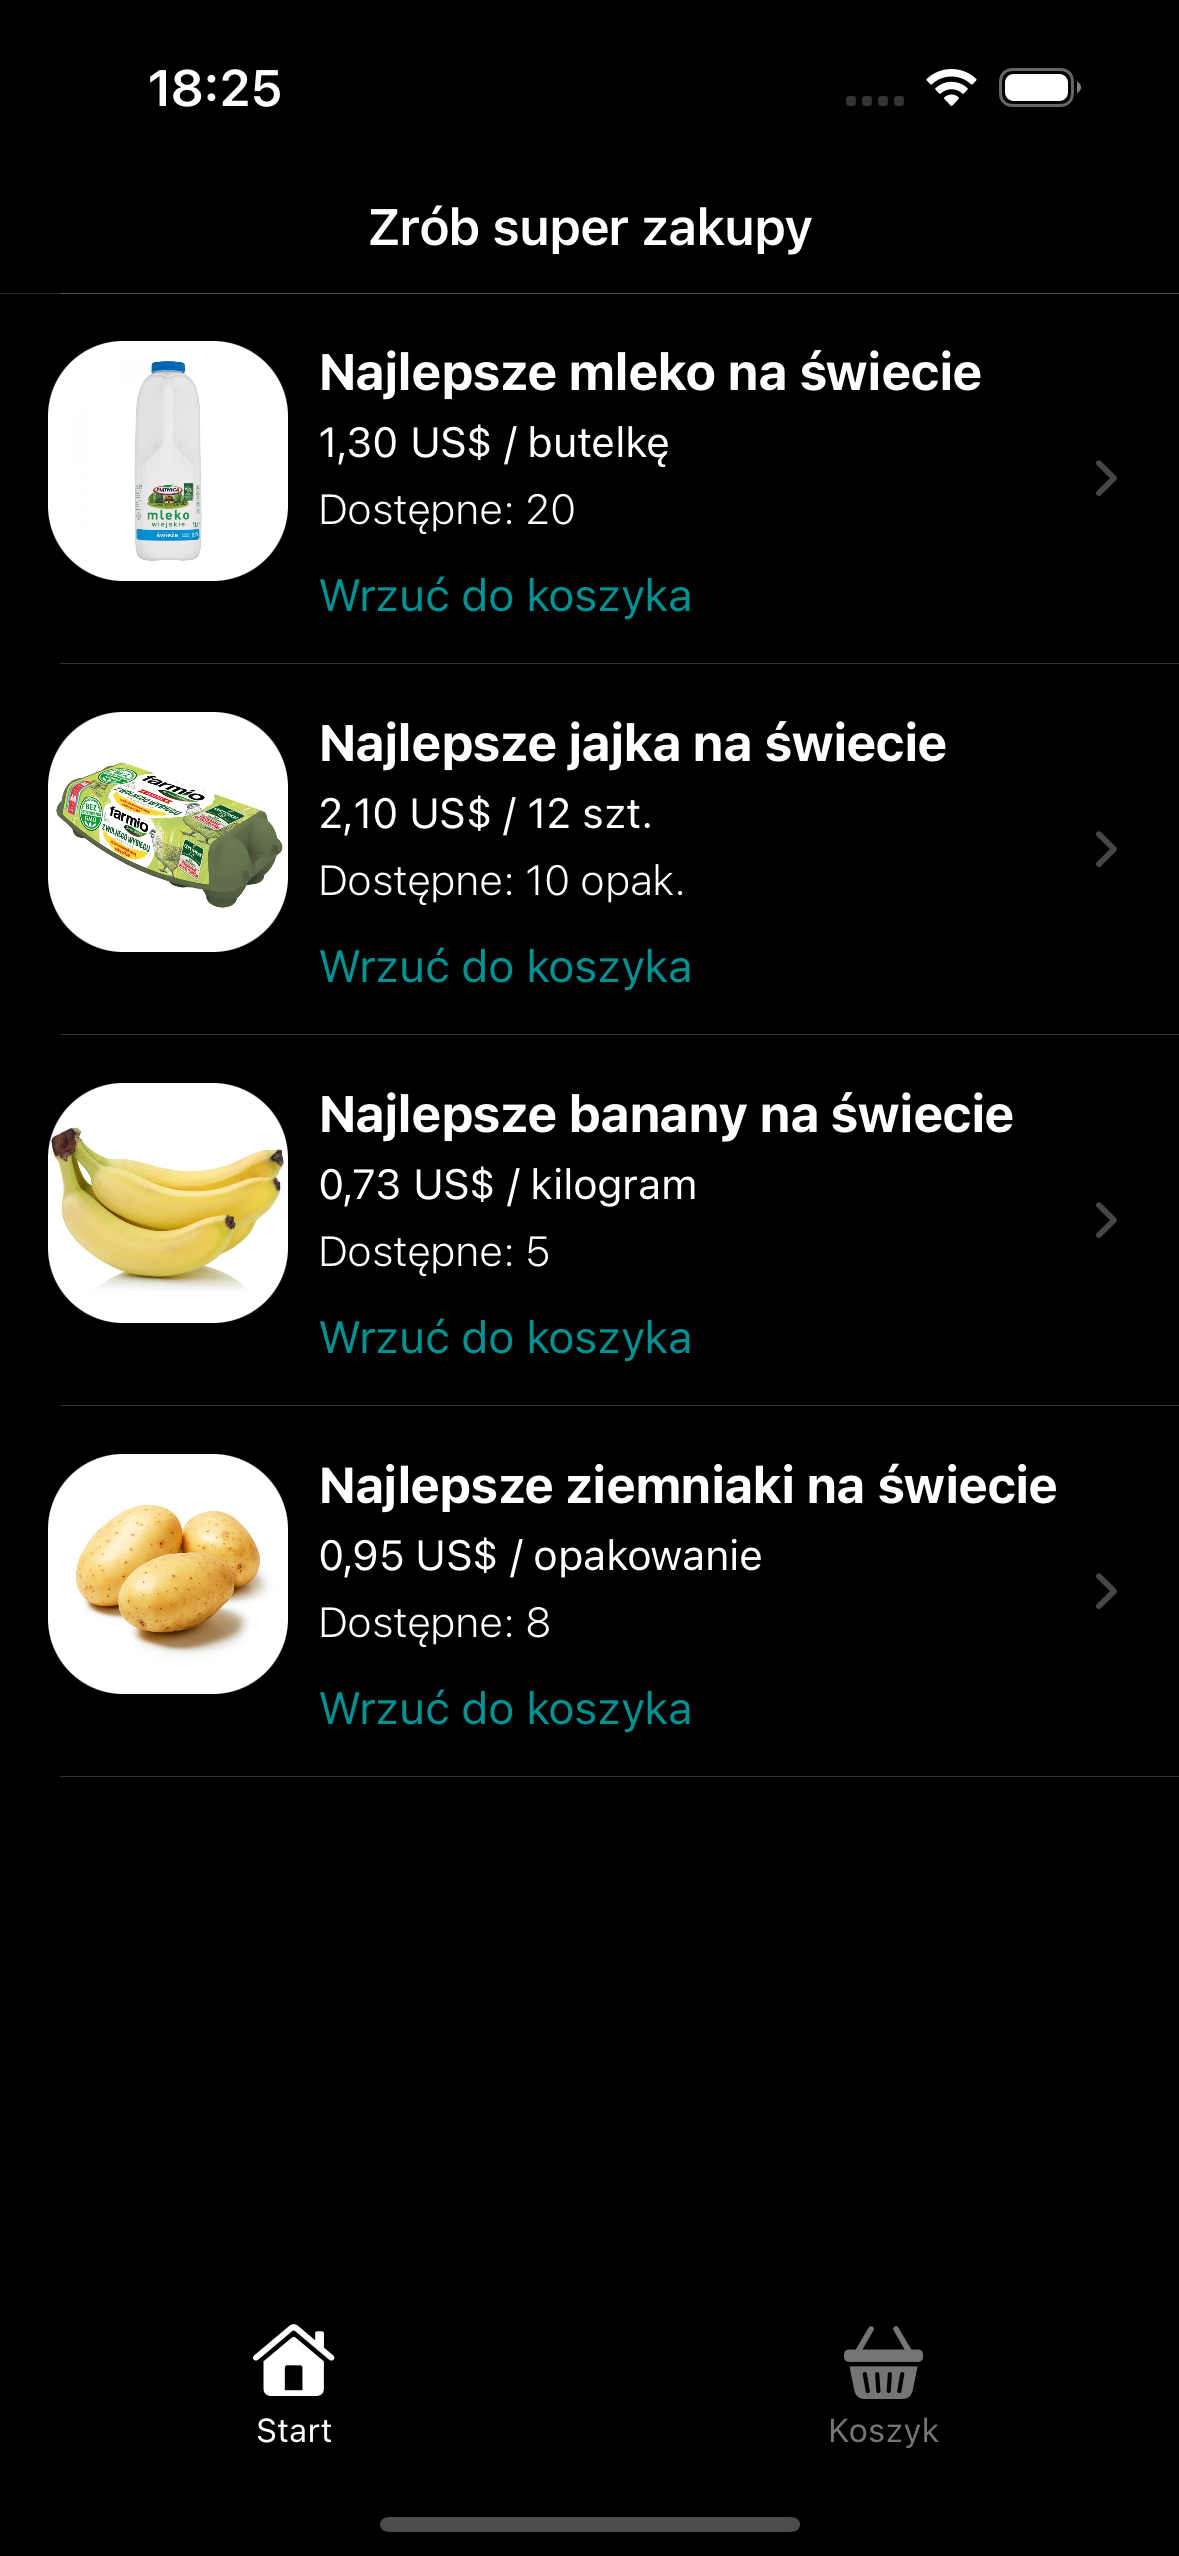 18:25
Zrób super zakupy
Najlepsze mleko na świecie
1,30 US$ / butelkę
Dostępne: 20
mleko
wiejskie
świeże
Wrzuć do koszyka
Najlepsze jajka na świecie
2,10 US$ / 12 szt.
Dostępne: 10 opak.
farmio
farmio
Z WOLNEGO WYBIEGU
BEZ
Wrzuć do koszyka
Najlepsze banany na świecie
0,73 US$ / kilogram
Dostępne: 5
Wrzuć do koszyka
Najlepsze ziemniaki na świecie
0,95 US$ / opakowanie
Dostępne: 8
Wrzuć do koszyka
Start
Koszyk